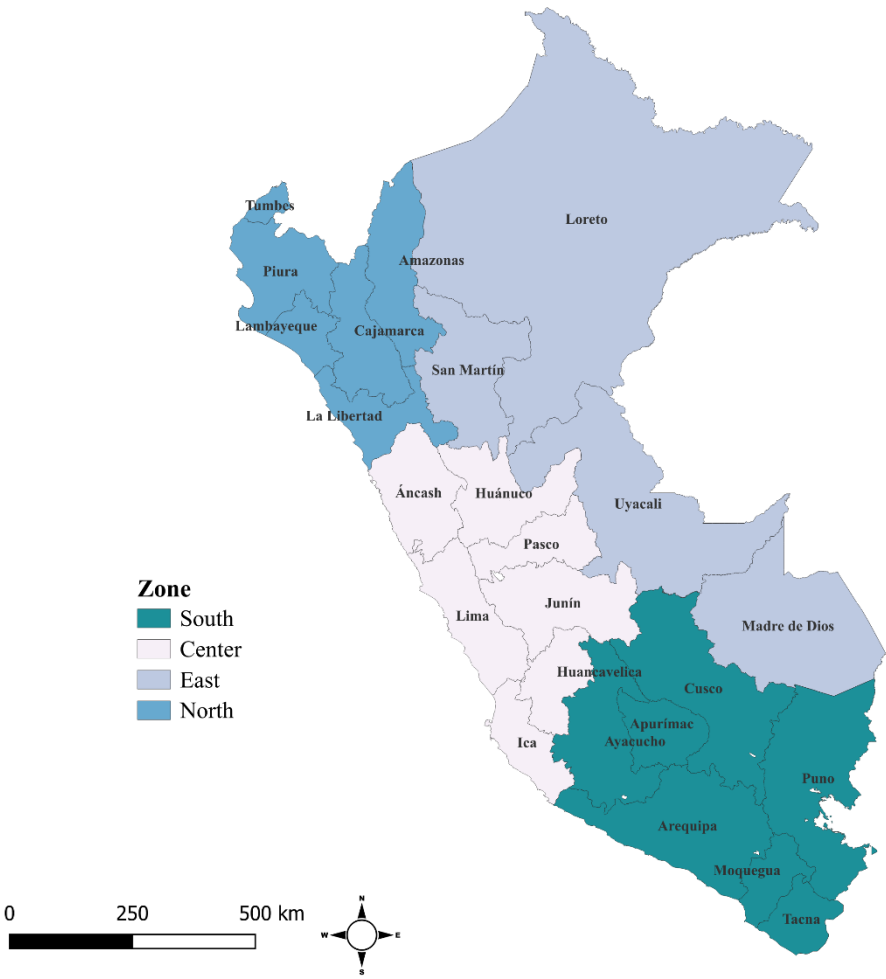 Tumbes
Loreto
Amazonas
Piura
Lambayeque
Cajamarca
San Martín
La Libertad
Áncash
Huánuco
Uyacali
Pasco
Zone
South
Center
East
North
Junín
Lima
Madre de Dios
Huancavelica
Cusco
Apurímac
Ayacucho
Ica
Puno
Arequipa
Moquegua
Tacna
0 250 500 km
N
W E
S